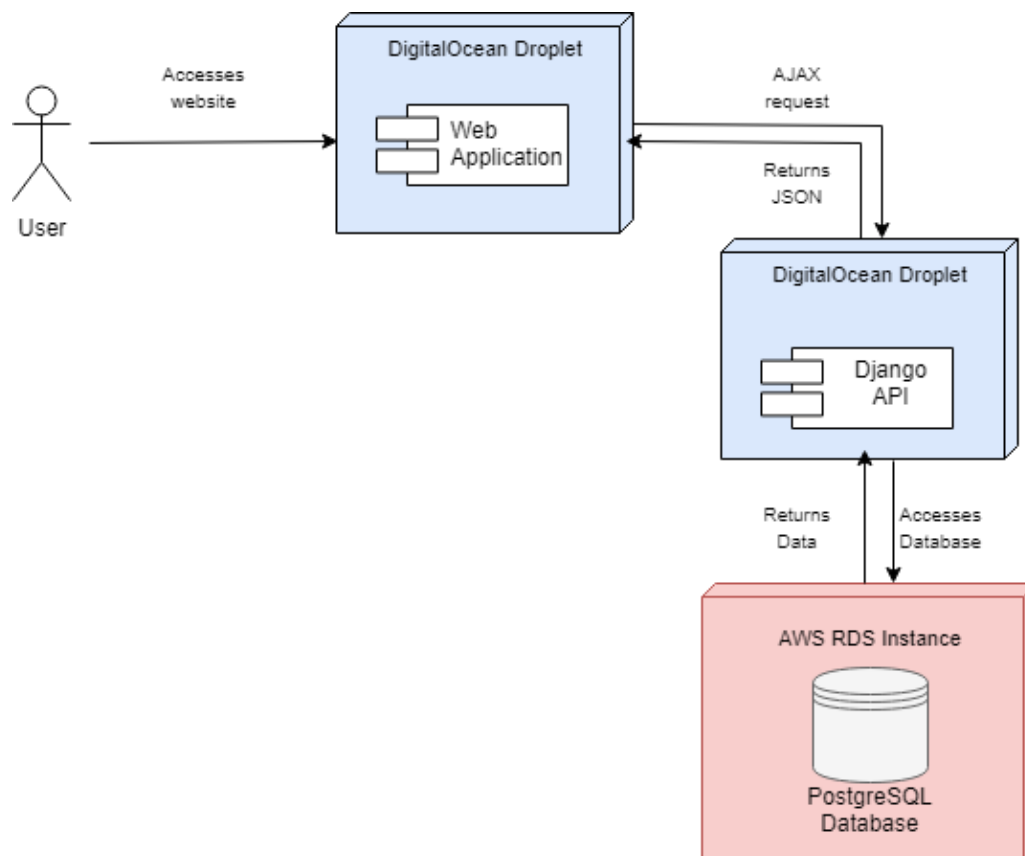 DigitalOcean Droplet
Accesses
website
Web
Application
User
AJAX
request
Returns
JSON
DigitalOcean Droplet
Django
API
Returns
Data
Accesses
Database
AWS RDS Instance
PostgreSQL
Database